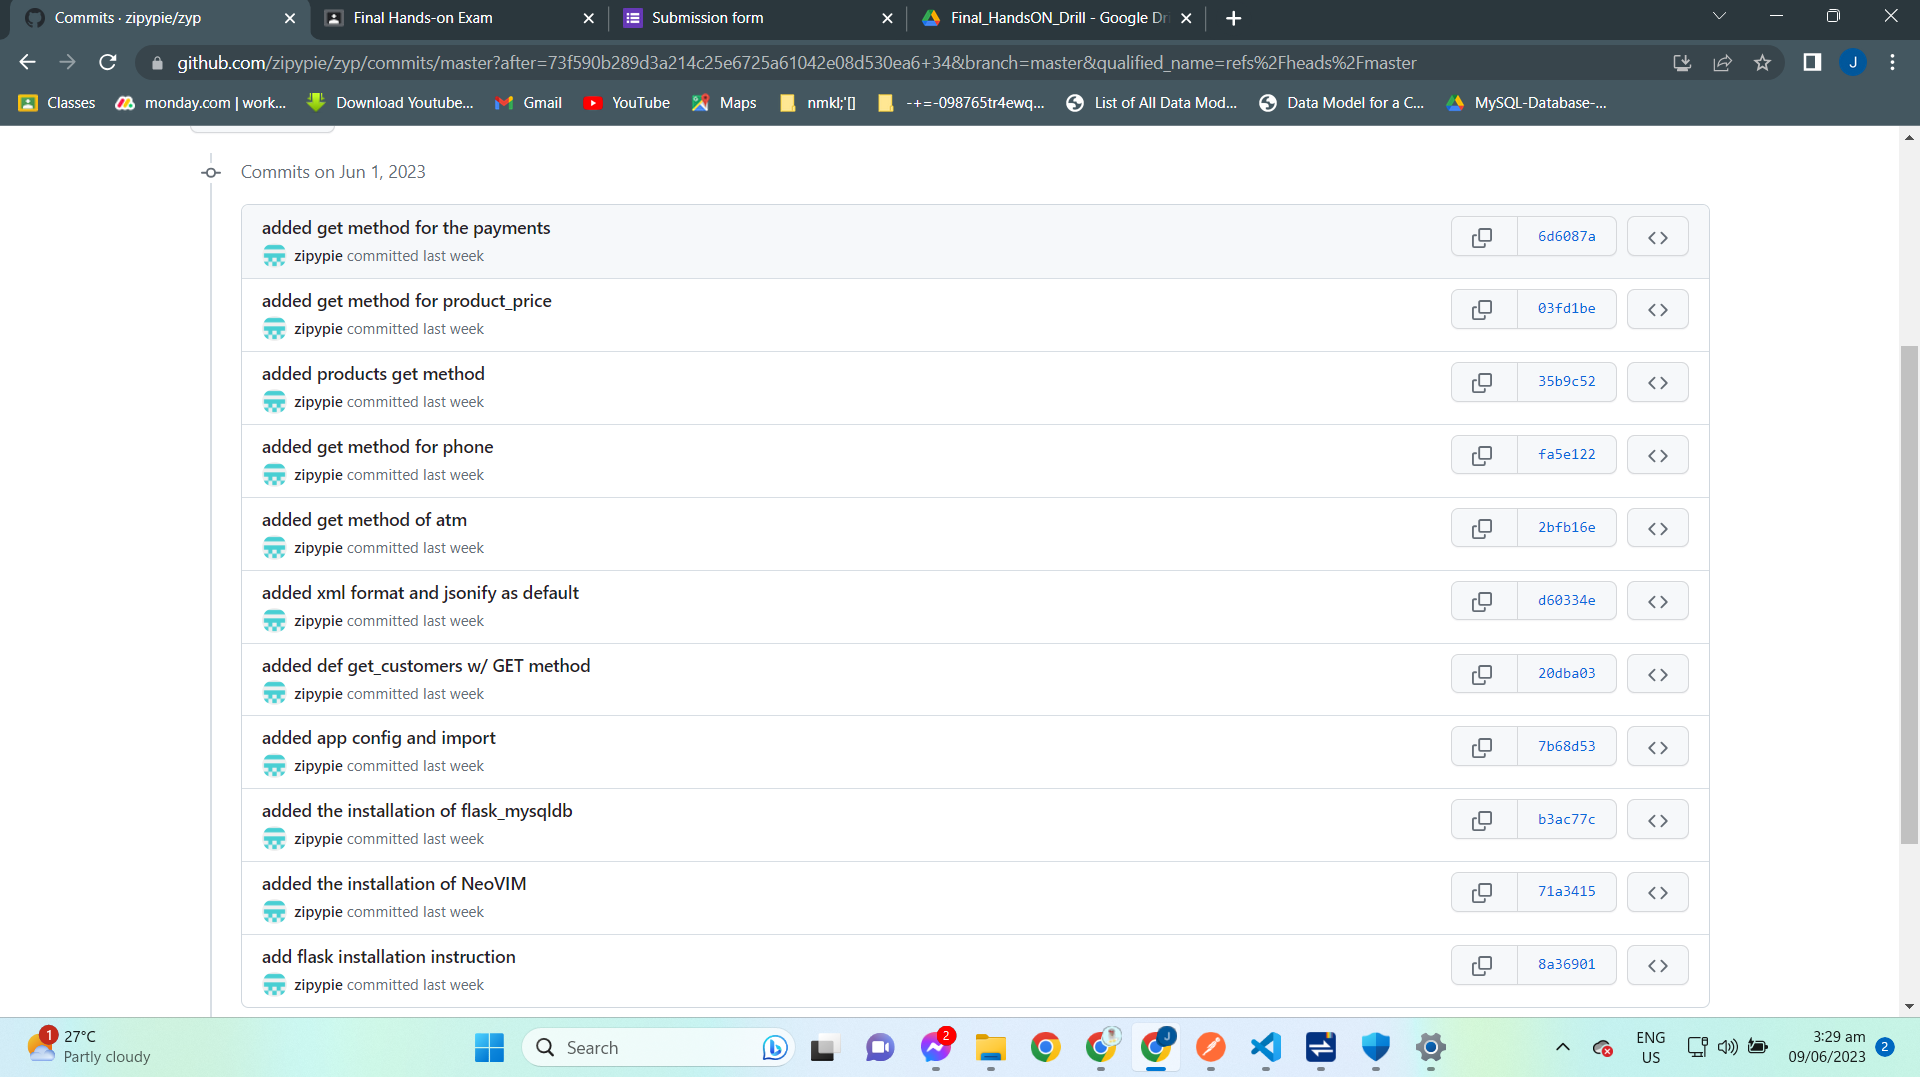 Commits · zipypie/zyp
Final Hands-on Exam
Submission form
Final_HandsON_Drill - Google Dri
github.com/zipypie/zyp/commits/master?after=73f590b289d3a214c25e6725a61042e08d530ea6+34&branch=master&qualified_name=refs%2Fheads%2Fmaster
J
Classes
monday.com | work...
Download Youtube...
Gmail
YouTube
Maps
nmkl;'[]
-+=-098765tr4ewq...
List of All Data Mod...
Data Model for a C...
MySQL-Database-...
Commits on Jun 1, 2023
added get method for the payments
zipypie committed last week
6d6087a
added get method for product_price
zipypie committed last week
03fd1be
added products get method
zipypie committed last week
35b9c52
added get method for phone
zipypie committed last week
fa5e122
added get method of atm
zipypie committed last week
2bfb16e
added xml format and jsonify as default
zipypie committed last week
d60334e
added def get_customers w/ GET method
zipypie committed last week
20dba03
added app config and import
zipypie committed last week
7b68d53
added the installation of flask_mysqldb
zipypie committed last week
b3ac77c
added the installation of NeoVIM
zipypie committed last week
71a3415
add flask installation instruction
zipypie committed last week
8a36901
1
27°C
Partly cloudy
Search
2
J
ENG
US
3:29 am
09/06/2023
2